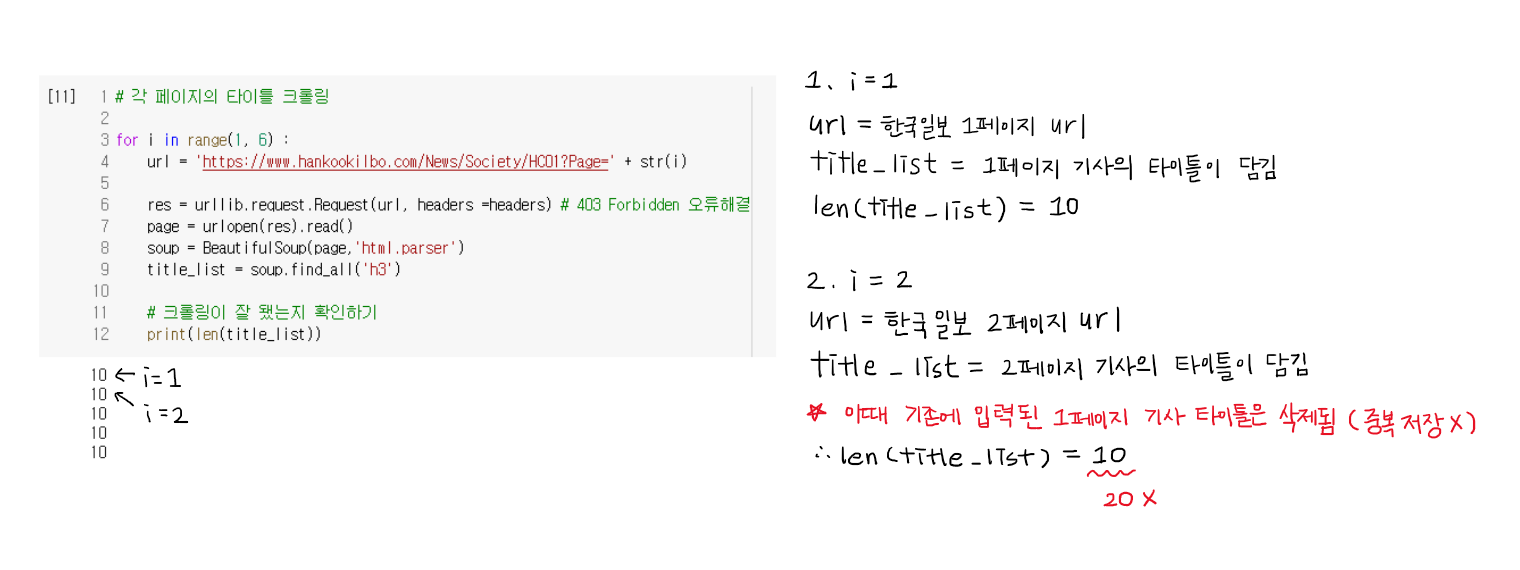 [11] 1 # 각 페이지의 타이틀 크롤링
2
3 for i in range(1, 6) :
4 url = 'https://www.hankookilbo.com/News/Society/HC01?Page=' + str(i)
5
6 res = urllib.request.Request(url, headers =headers) # 403 Forbidden 오류해결
7 page = urlopen(res).read()
8 soup = BeautifulSoup(page,'html.parser')
9 title_list = soup.find_all('h3')
10
11 # 크롤링이 잘 됐는지 확인하기
12 print(len(title_list))
10 ← i=1
10 ← i=2
10
10
10
1. i=1
url = 한국일보 1페이지 url
title_list = 1페이지 기사의 타이틀이 담김
len(title_list) = 10
2. i = 2
url = 한국일보 2페이지 url
title_list = 2페이지 기사의 타이틀이 담김
☆ 이때 기존에 입력된 1페이지 기사 타이틀은 삭제됨 (중복 저장 X)
∴ len(title_list) = 10
20 X